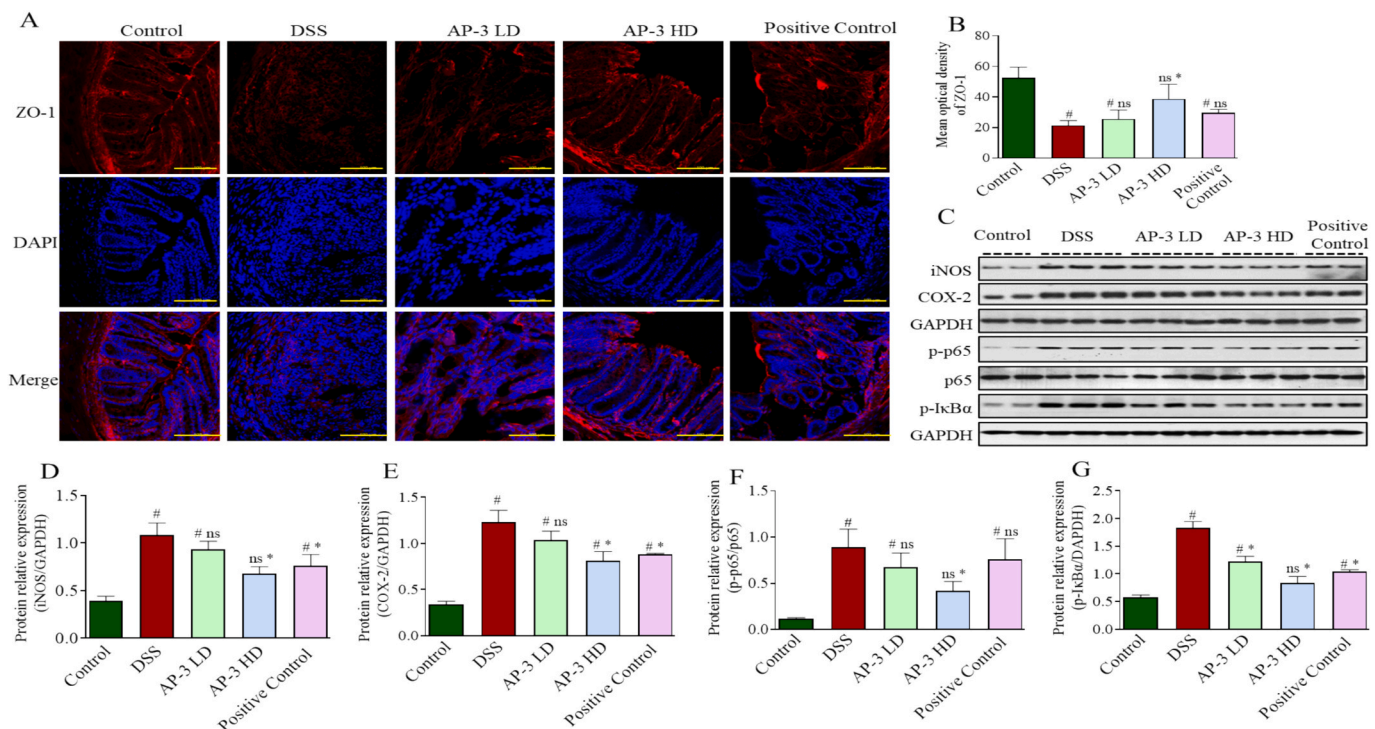 A
Control
DSS
AP-3 LD
AP-3 HD
Positive Control
ZO-1
DAPI
Merge
B
Mean optical density
of ZO-1
80
60
40
20
0
#
# ns
ns *
# ns
Control
DSS
AP-3 LD
AP-3 HD
Positive
Control
C
Control
DSS
AP-3 LD
AP-3 HD
Positive
Control
iNOS
COX-2
GAPDH
p-p65
p65
p-IκBα
GAPDH
D
Protein relative expression
(iNOS/GAPDH)
1.5
1.0
0.5
0.0
#
# ns
ns *
# *
Control
DSS
AP-3 LD
AP-3 HD
Positive Control
E
Protein relative expression
(COX-2/GAPDH)
1.5
1.0
0.5
0.0
#
# ns
# *
# *
Control
DSS
AP-3 LD
AP-3 HD
Positive Control
F
Protein relative expression
(p-p65/p65)
1.5
1.0
0.5
0.0
#
# ns
ns *
# ns
Control
DSS
AP-3 LD
AP-3 HD
Positive Control
G
Protein relative expression
(p-IκBα/DAPDH)
2.5
2.0
1.5
1.0
0.5
0.0
#
# *
ns *
# *
Control
DSS
AP-3 LD
AP-3 HD
Positive Control